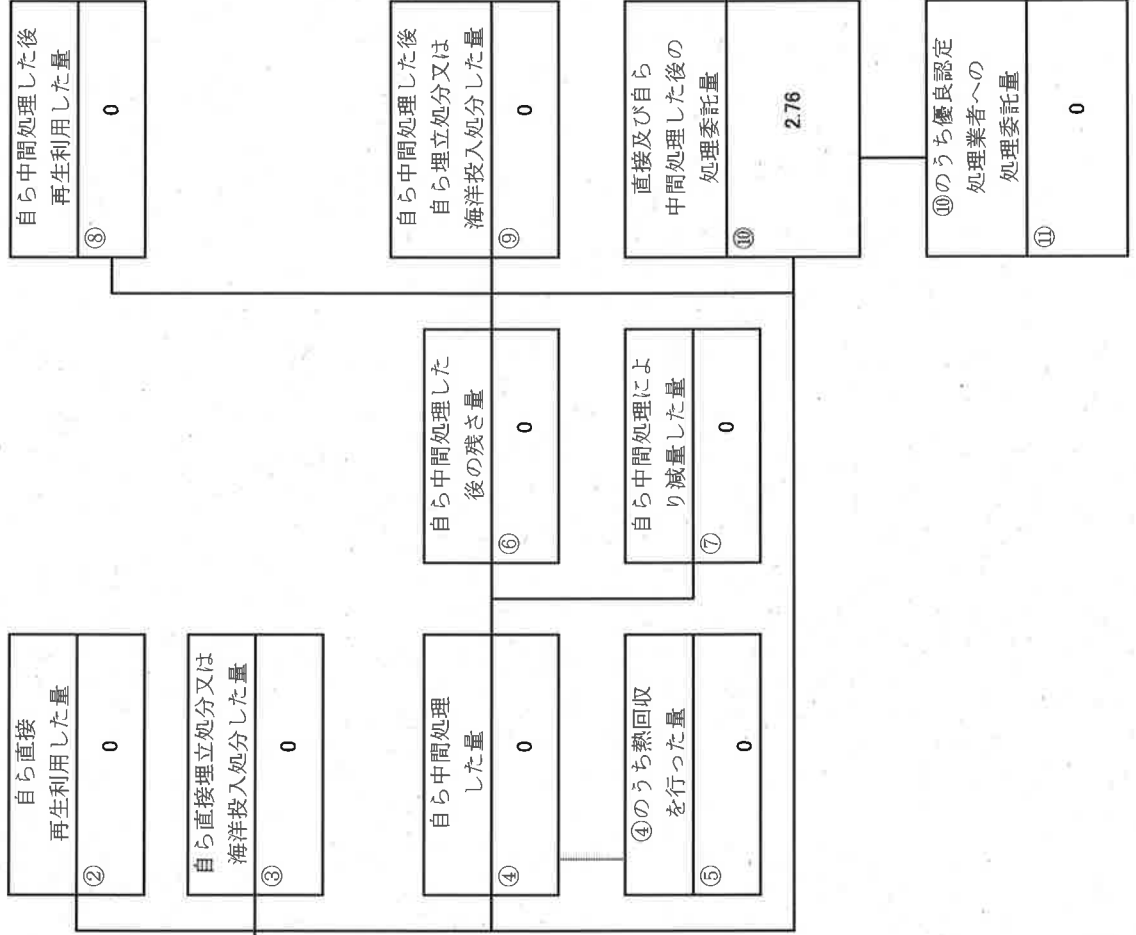 自ら直接
再生利用した量
②
0
自ら直接埋立処分又は
海洋投入処分した量
③
0
自ら中間処理
した量
④
0
④のうち熱回収
を行った量
⑤
0
自ら中間処理した
後の残さ量
⑥
0
自ら中間処理によ
り減量した量
⑦
0
自ら中間処理した後
再生利用した量
⑧
0
自ら中間処理した後
自ら埋立処分又は
海洋投入処分した量
⑨
0
直接及び自ら
中間処理した後の
処理委託量
⑩
2.76
⑩のうち優良認定
処理業者への
処理委託量
⑪
0